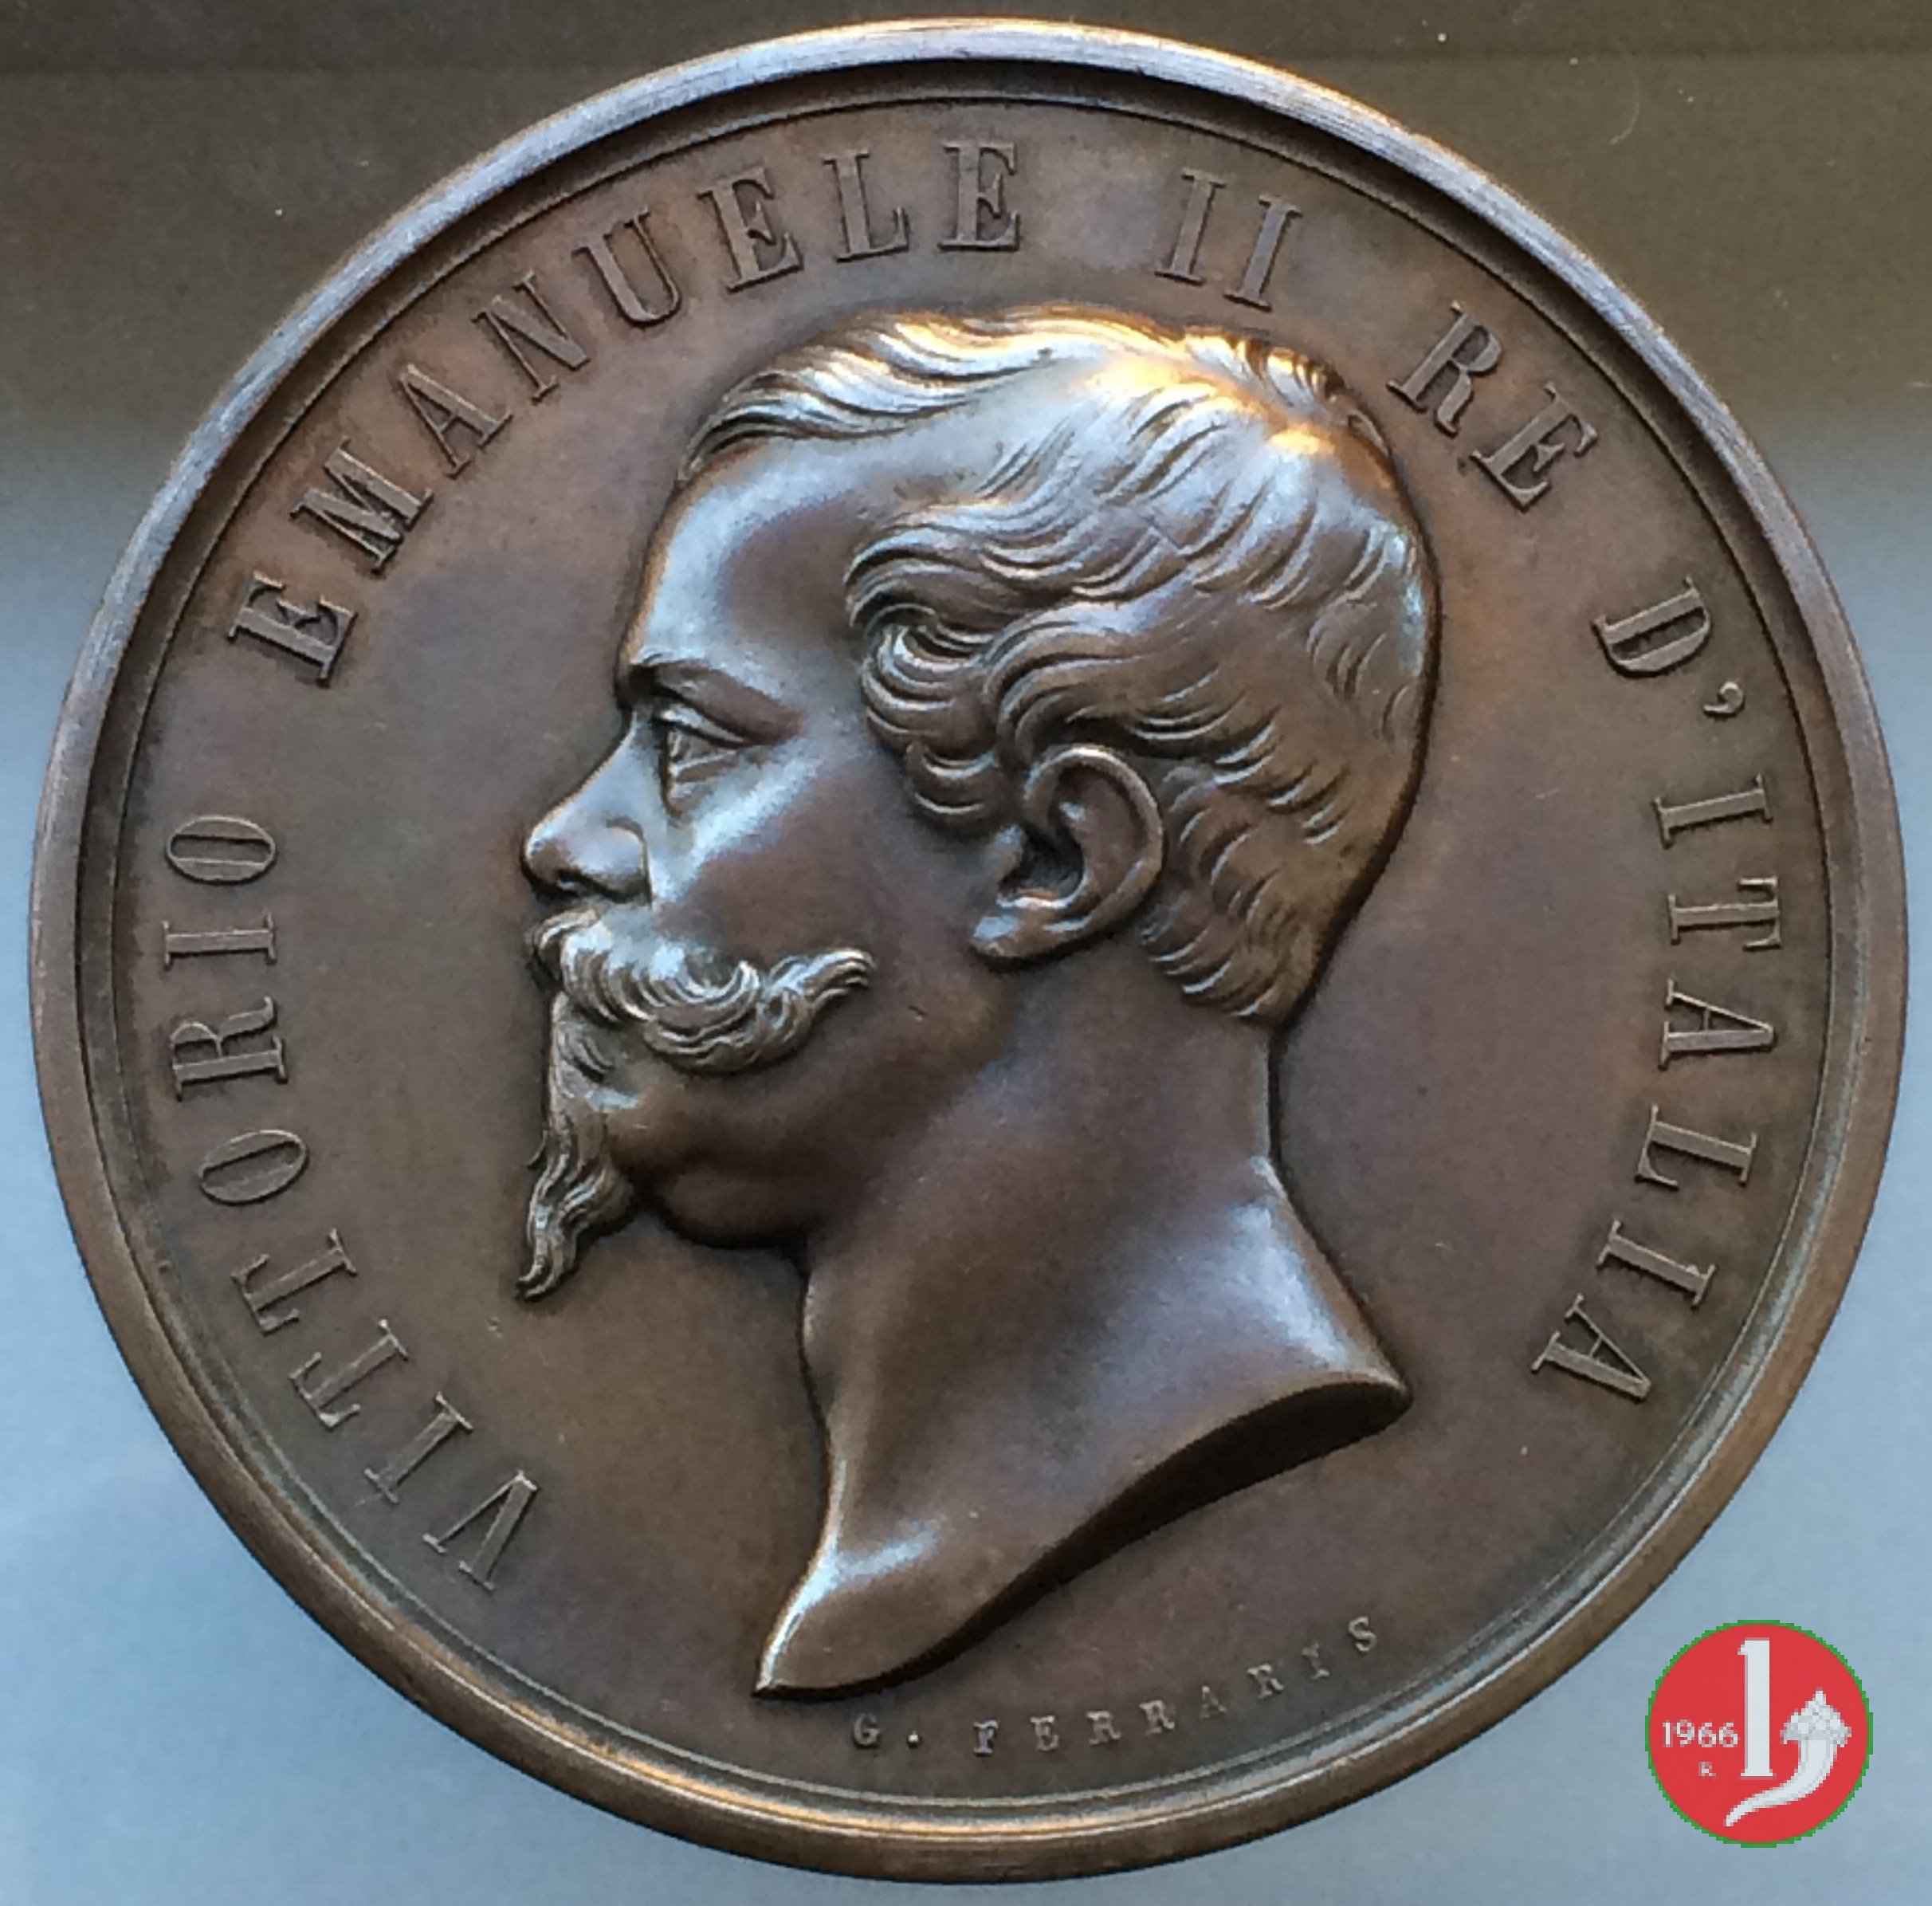 VITTORIO EMANUELE II RE D'ITALIA
G. FERRARIS
1966
R